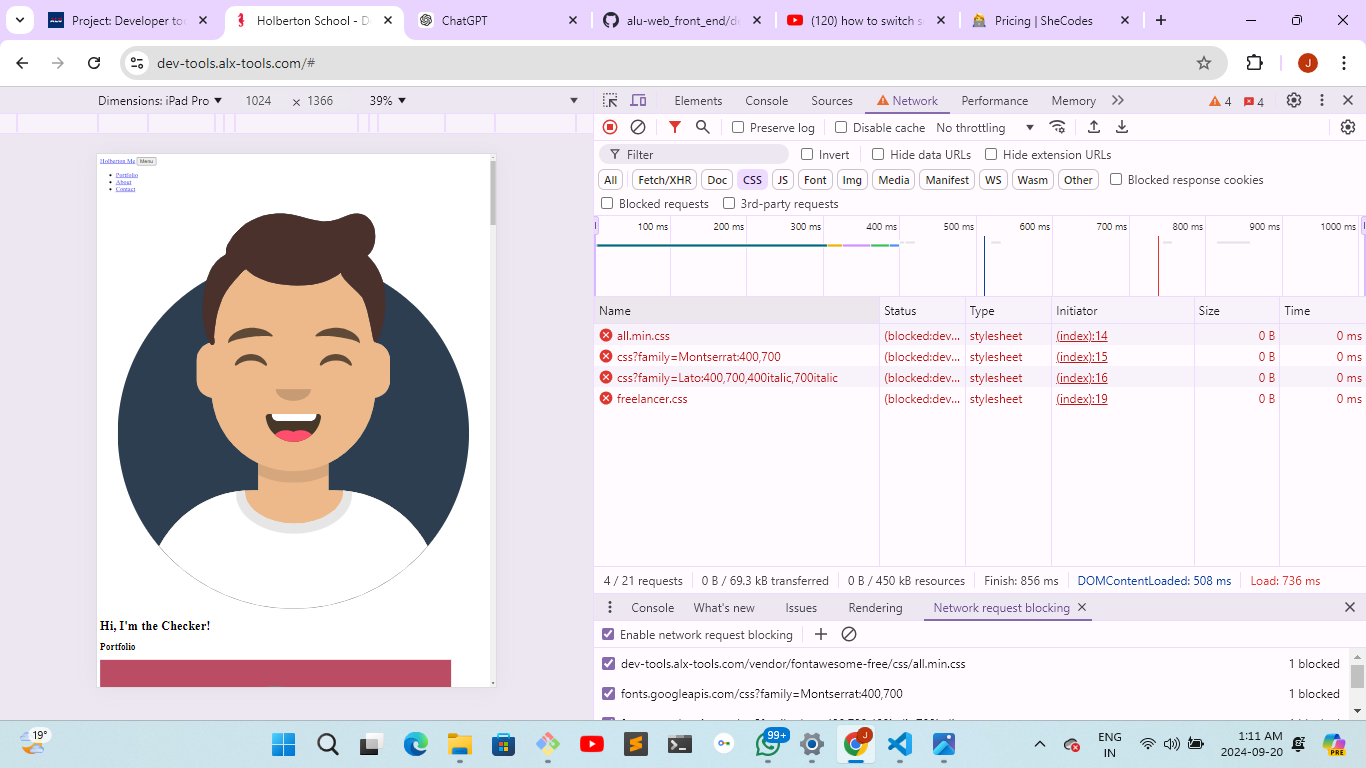 Project: Developer too
Holberton School - D
ChatGPT
alu-web_front_end/de
(120) how to switch s
Pricing | SheCodes
dev-tools.alx-tools.com/#
J
Dimensions: iPad Pro 1024 × 1366 39%
Elements Console Sources Network Performance Memory 4 4
Preserve log Disable cache No throttling
Filter Invert Hide data URLs Hide extension URLs
All Fetch/XHR Doc CSS JS Font Img Media Manifest WS Wasm Other Blocked response cookies
Blocked requests 3rd-party requests
100 ms 200 ms 300 ms 400 ms 500 ms 600 ms 700 ms 800 ms 900 ms 1000 ms
Name Status Type Initiator Size Time
all.min.css (blocked:dev... stylesheet (index):14 0 B 0 ms
css?family=Montserrat:400,700 (blocked:dev... stylesheet (index):15 0 B 0 ms
css?family=Lato:400,700,400italic,700italic (blocked:dev... stylesheet (index):16 0 B 0 ms
freelancer.css (blocked:dev... stylesheet (index):19 0 B 0 ms
4 / 21 requests 0 B / 69.3 kB transferred 0 B / 450 kB resources Finish: 856 ms DOMContentLoaded: 508 ms Load: 736 ms
Console What's new Issues Rendering Network request blocking
Enable network request blocking
dev-tools.alx-tools.com/vendor/fontawesome-free/css/all.min.css 1 blocked
fonts.googleapis.com/css?family=Montserrat:400,700 1 blocked
Holberton Me Menu
Portfolio
About
Contact
Hi, I'm the Checker!
Portfolio
19°
99+
J
ENG
IN
1:11 AM
2024-09-20
PRE